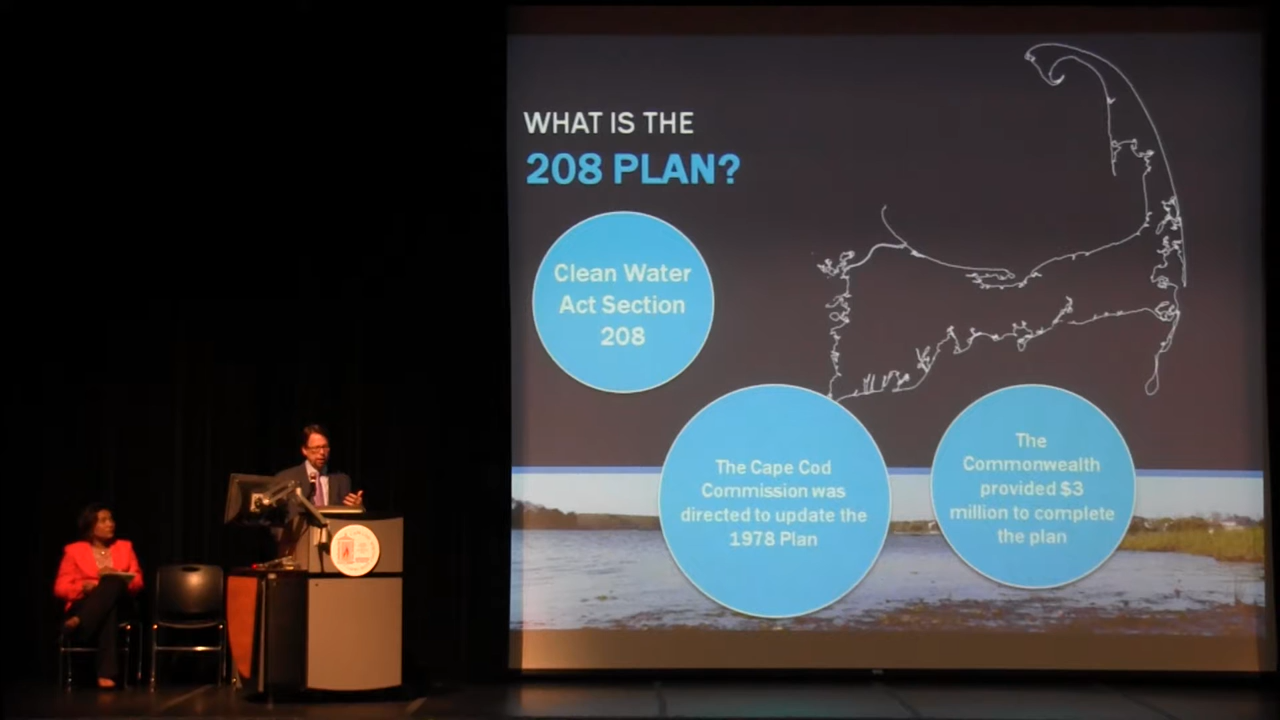 WHAT IS THE
208 PLAN?
Clean Water
Act Section
208
The Cape Cod
Commission was
directed to update the
1978 Plan
The
Commonwealth
provided $3
million to complete
the plan